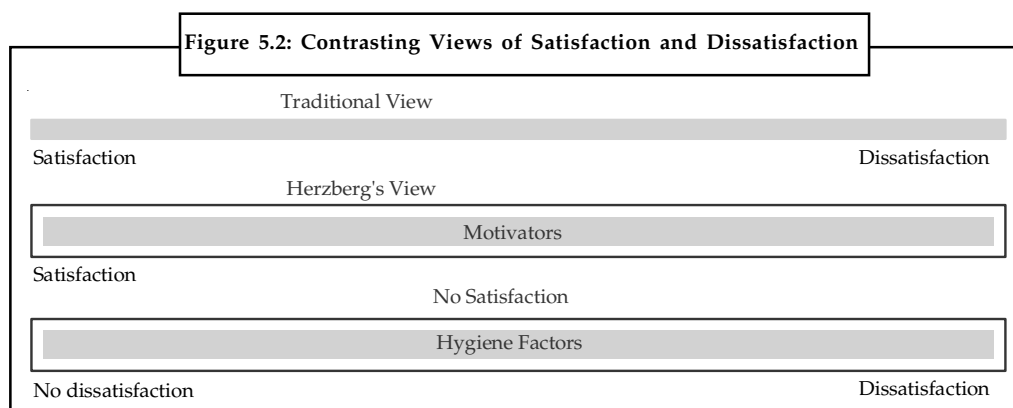 Figure 5.2: Contrasting Views of Satisfaction and Dissatisfaction
Traditional View
Satisfaction Dissatisfaction
Herzberg's View
Motivators
Satisfaction
No Satisfaction
Hygiene Factors
No dissatisfaction Dissatisfaction